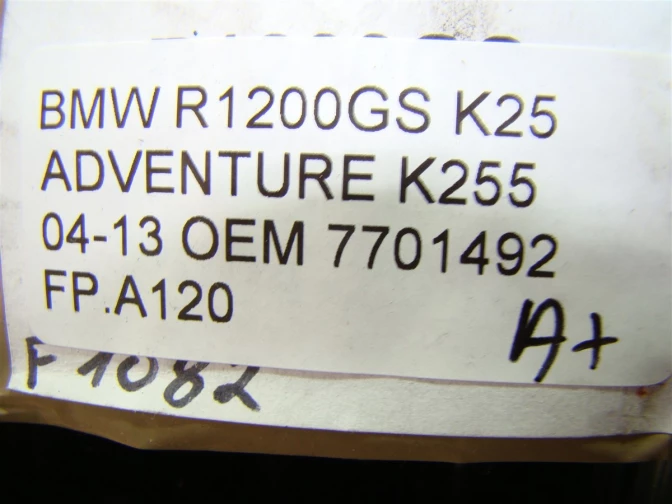 BMW R1200GS K25
ADVENTURE K255
04-13 OEM 7701492
FP.A120
A+
F1082